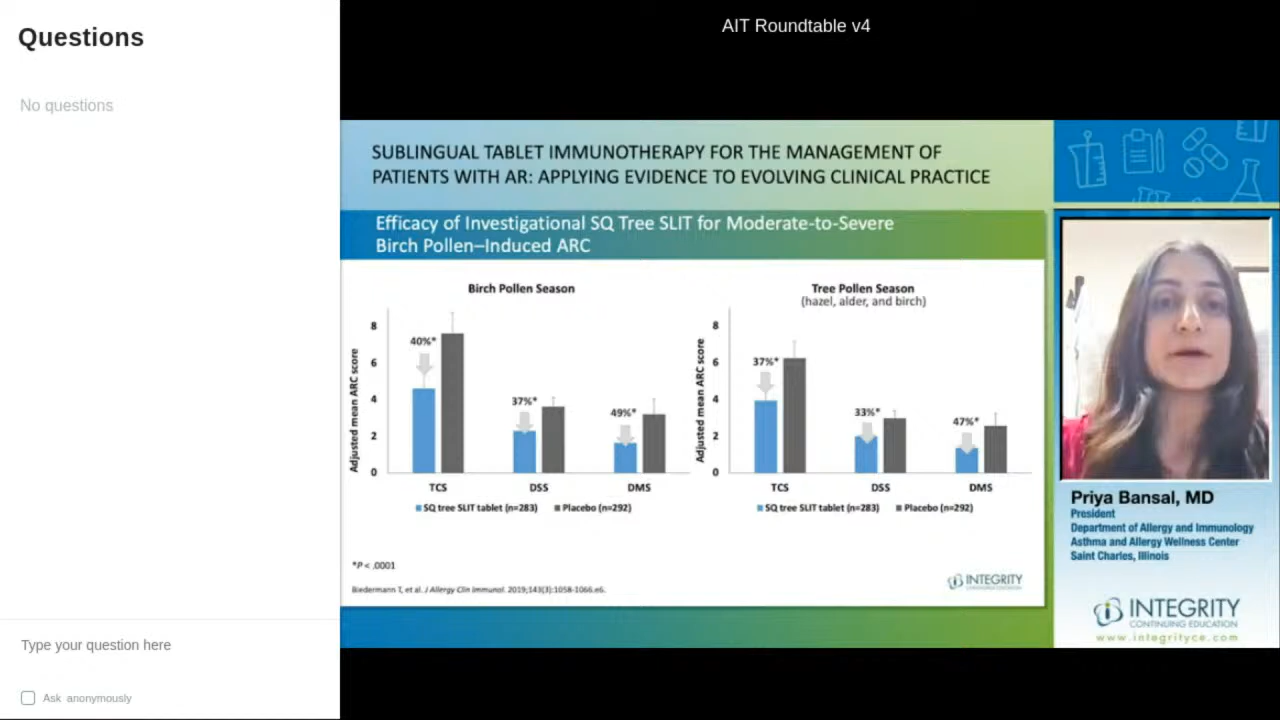 Questions
No questions
Type your question here
Ask anonymously
AIT Roundtable v4
SUBLINGUAL TABLET IMMUNOTHERAPY FOR THE MANAGEMENT OF
PATIENTS WITH AR: APPLYING EVIDENCE TO EVOLVING CLINICAL PRACTICE
Efficacy of Investigational SQ Tree SLIT for Moderate-to-Severe
Birch Pollen–Induced ARC
Birch Pollen Season
Adjusted mean ARC score
8
6
4
2
0
40%*
37%*
49%*
TCS DSS DMS
SQ tree SLIT tablet (n=283) Placebo (n=292)
Tree Pollen Season
(hazel, alder, and birch)
Adjusted mean ARC score
8
6
4
2
0
37%*
33%*
47%*
TCS DSS DMS
SQ tree SLIT tablet (n=283) Placebo (n=292)
*P < .0001
Biedermann T, et al. J Allergy Clin Immunol. 2019;143(3):1058-1066.e6.
INTEGRITY
CONTINUING EDUCATION
Priya Bansal, MD
President
Department of Allergy and Immunology
Asthma and Allergy Wellness Center
Saint Charles, Illinois
INTEGRITY
CONTINUING EDUCATION
www.integrityce.com